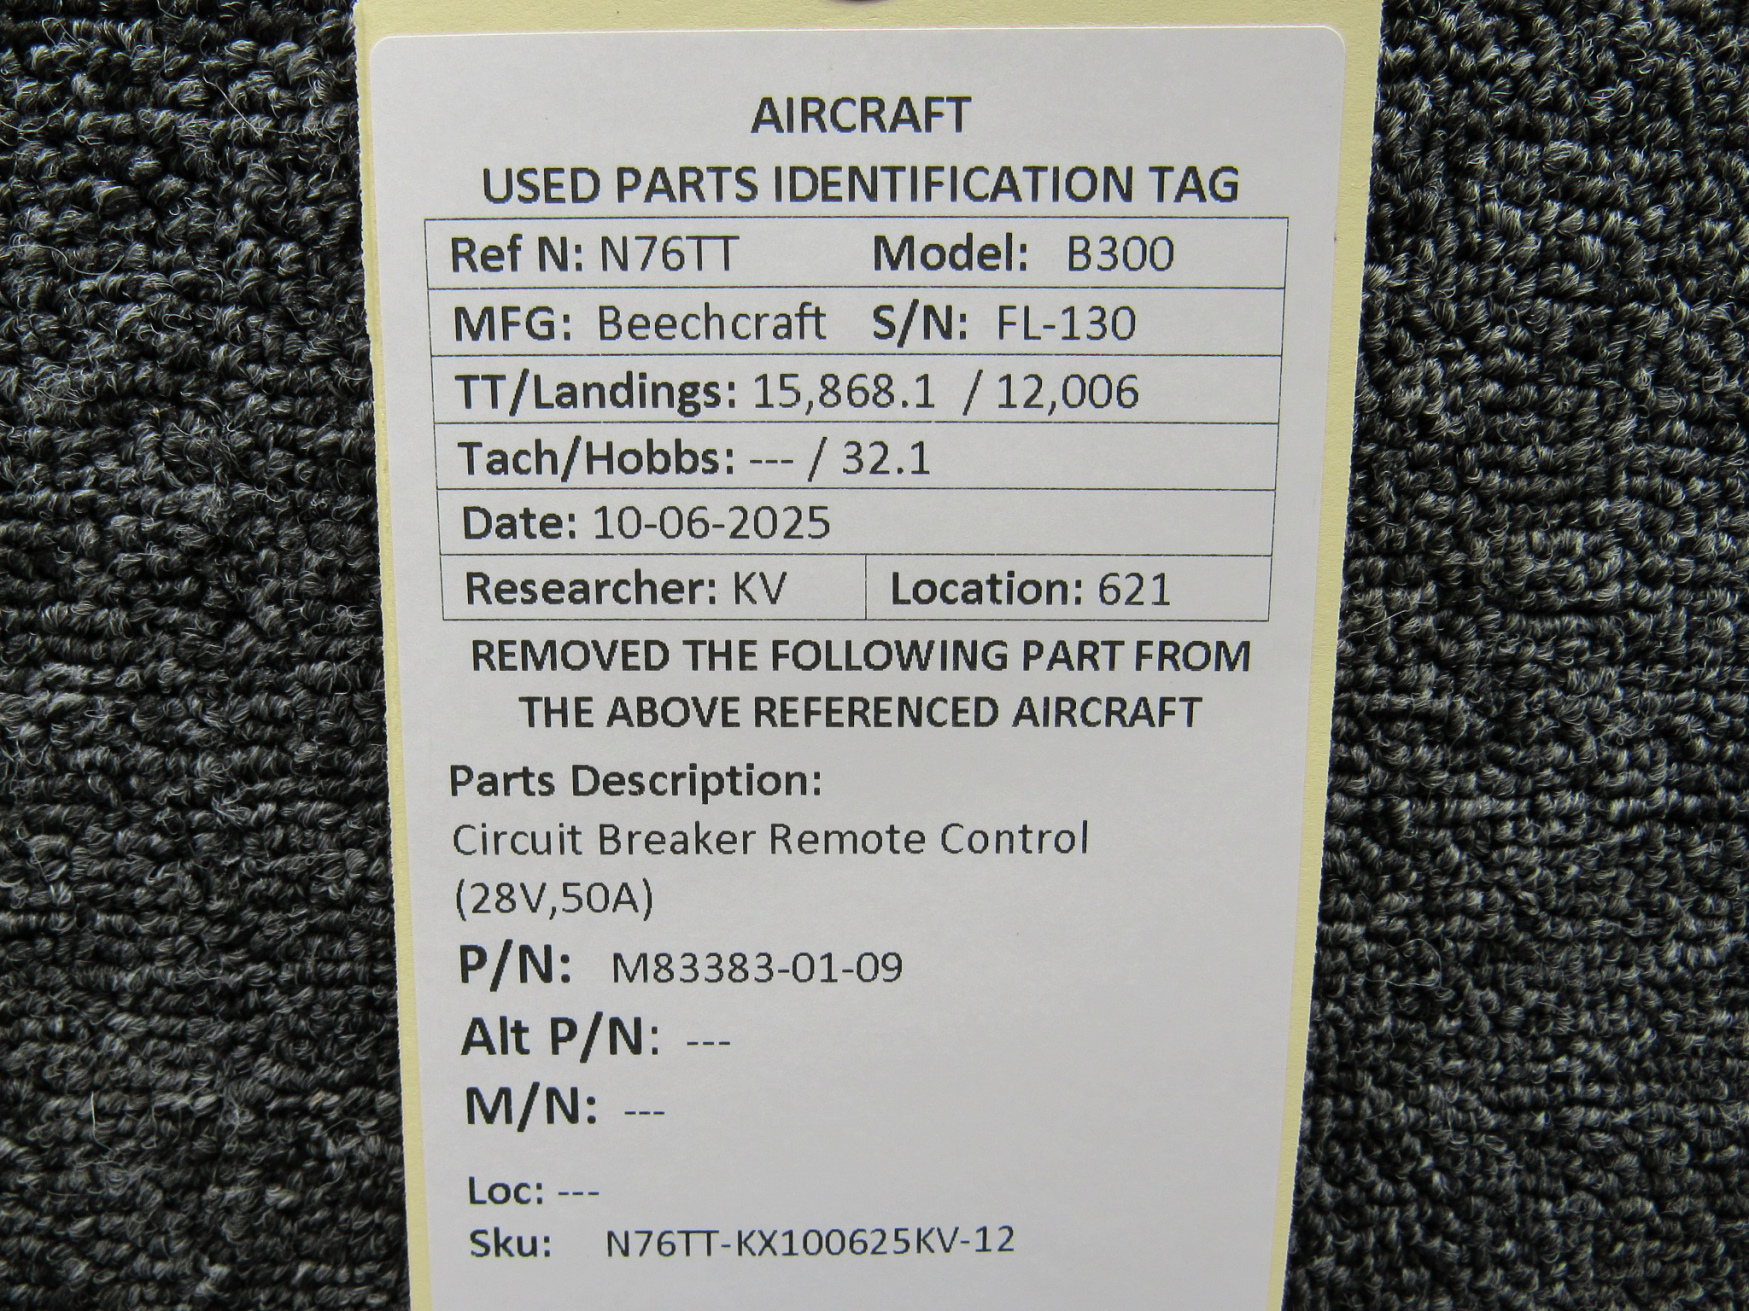 AIRCRAFT
USED PARTS IDENTIFICATION TAG
Ref N: N76TT Model: B300
MFG: Beechcraft S/N: FL-130
TT/Landings: 15,868.1 / 12,006
Tach/Hobbs: --- / 32.1
Date: 10-06-2025
Researcher: KV Location: 621
REMOVED THE FOLLOWING PART FROM
THE ABOVE REFERENCED AIRCRAFT
Parts Description:
Circuit Breaker Remote Control
(28V,50A)
P/N: M83383-01-09
Alt P/N: ---
M/N: ---
Loc: ---
Sku: N76TT-KX100625KV-12